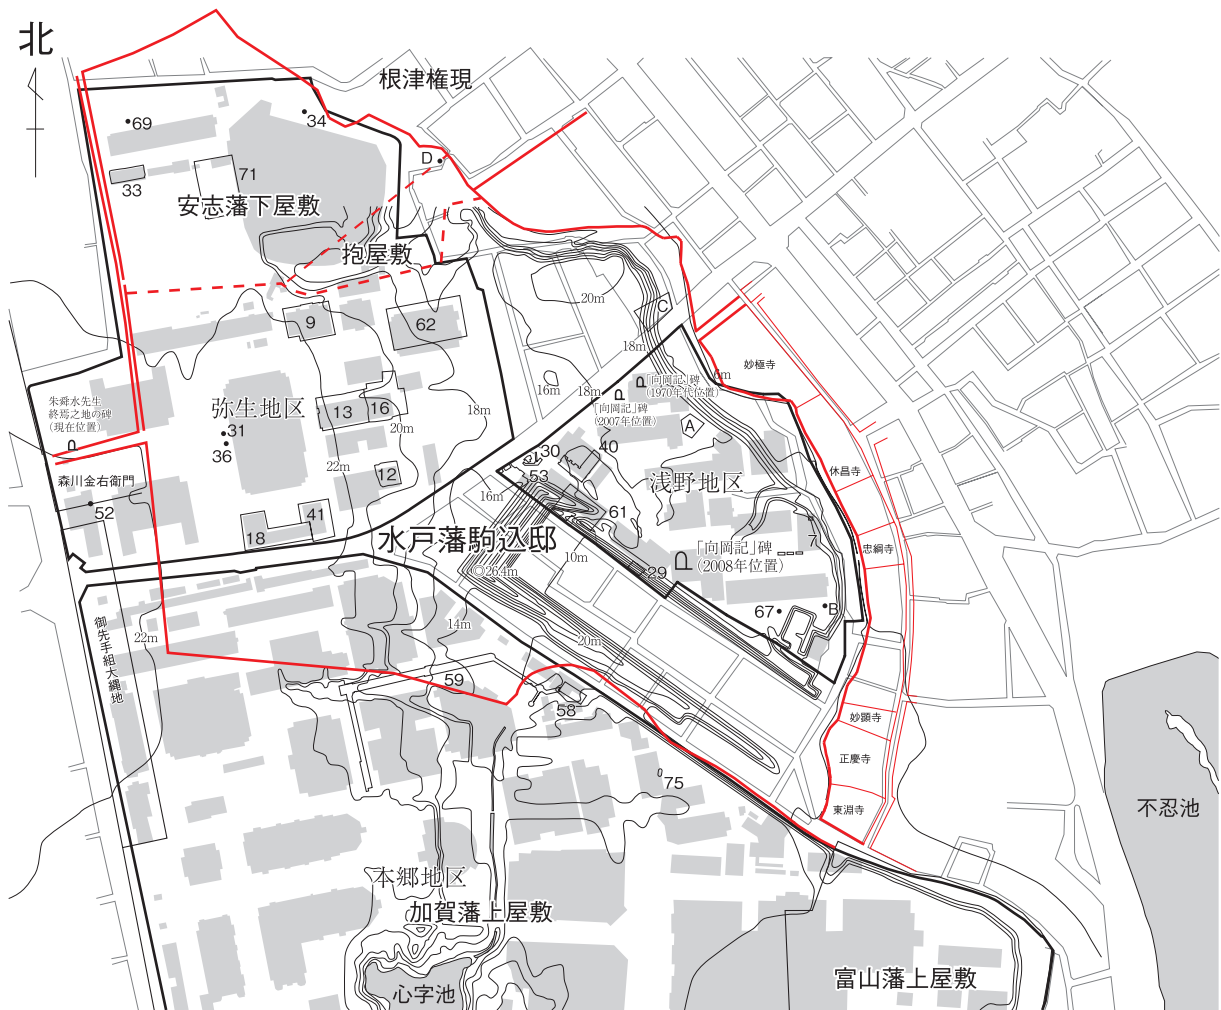 北
根津権現
69
34
D
33
71
安志藩下屋敷
抱屋敷
20m
C
9
62
18m
妙極寺
6m
「向岡記」碑
(1970年代位置)
16m
18m
朱舜水先生
終焉之地の碑
(現在位置)
弥生地区
13
16
18m
「向岡記」碑
(2007年位置)
20m
A
31
36
30
40
22m
12
53
浅野地区
休昌寺
森川金右衛門
16m
52
41
61
18
水戸藩駒込邸
7
忠綱寺
10m
「向岡記」碑
(2008年位置)
26.4m
29
67
B
御先手組大縄地
22m
14m
20m
59
58
妙顕寺
正慶寺
75
東淵寺
不忍池
本郷地区
加賀藩上屋敷
富山藩上屋敷
心字池